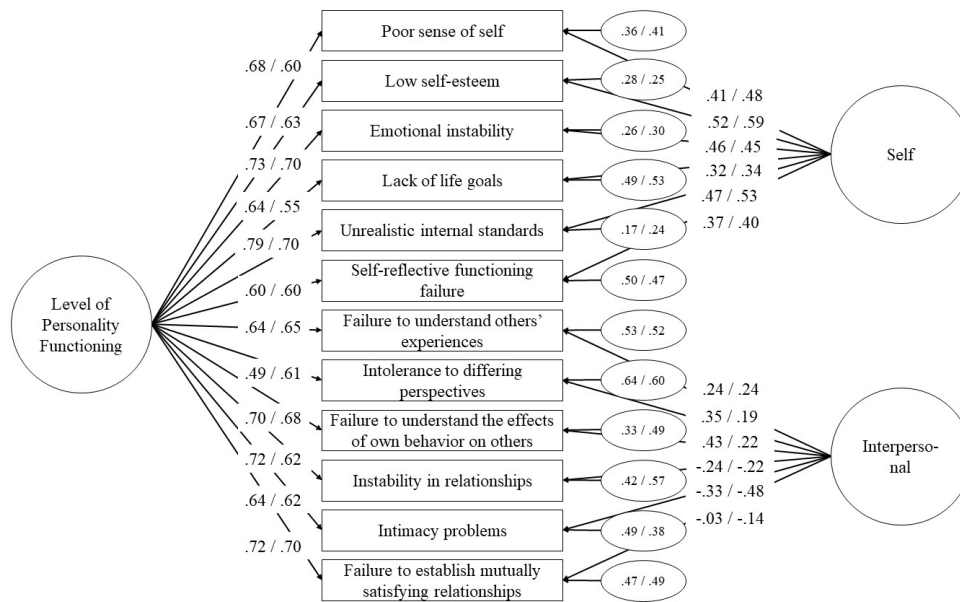 Poor sense of self
.36 / .41
.68 / .60
Low self-esteem
.28 / .25
.41 / .48
.67 / .63
.52 / .59
Emotional instability
.26 / .30
.46 / .45
Self
.73 / .70
Lack of life goals
.49 / .53
.32 / .34
.64 / .55
.47 / .53
Unrealistic internal standards
.17 / .24
.37 / .40
.79 / .70
Self-reflective functioning
failure
.50 / .47
.60 / .60
Level of
Personality
Functioning
.64 / .65
Failure to understand others’
experiences
.53 / .52
.49 / .61
Intolerance to differing
perspectives
.64 / .60
.24 / .24
.70 / .68
.35 / .19
Failure to understand the effects
of own behavior on others
.33 / .49
.43 / .22
Interperso-
nal
.72 / .62
-.24 / -.22
Instability in relationships
.42 / .57
-.33 / -.48
.64 / .62
-.03 / -.14
Intimacy problems
.49 / .38
.72 / .70
Failure to establish mutually
satisfying relationships
.47 / .49